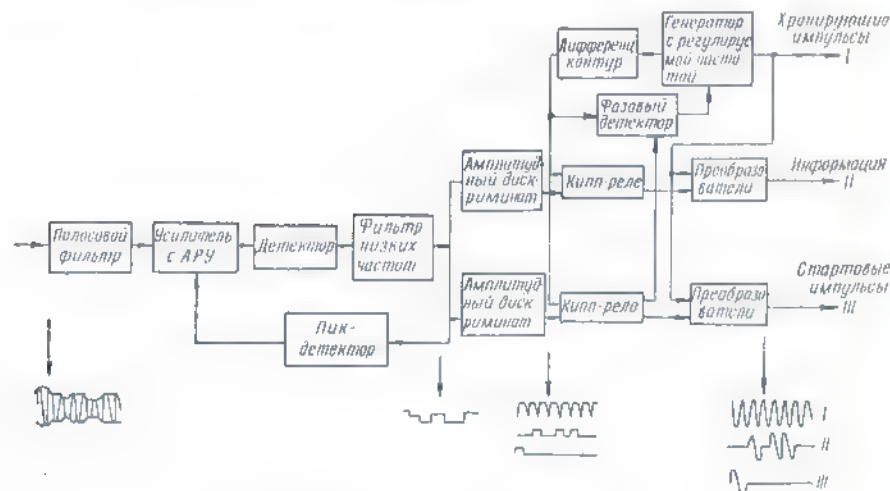 Дифференц
контур
Генератор
с регулируе
мой часто
той
Хронирующие
импульсы
I
Фазовый
детектор
Амплитуд
ный диск
риминат
Кипп-реле
Преобразо
ватели
Информация
II
Полосовой
фильтр
Усилитель
с АРУ
Детектор
Фильтр
низких
частот
Амплитуд
ный диск
риминат
Кипп-реле
Преобразо
ватели
Стартовые
импульсы
III
Пик-
детектор
I
II
III